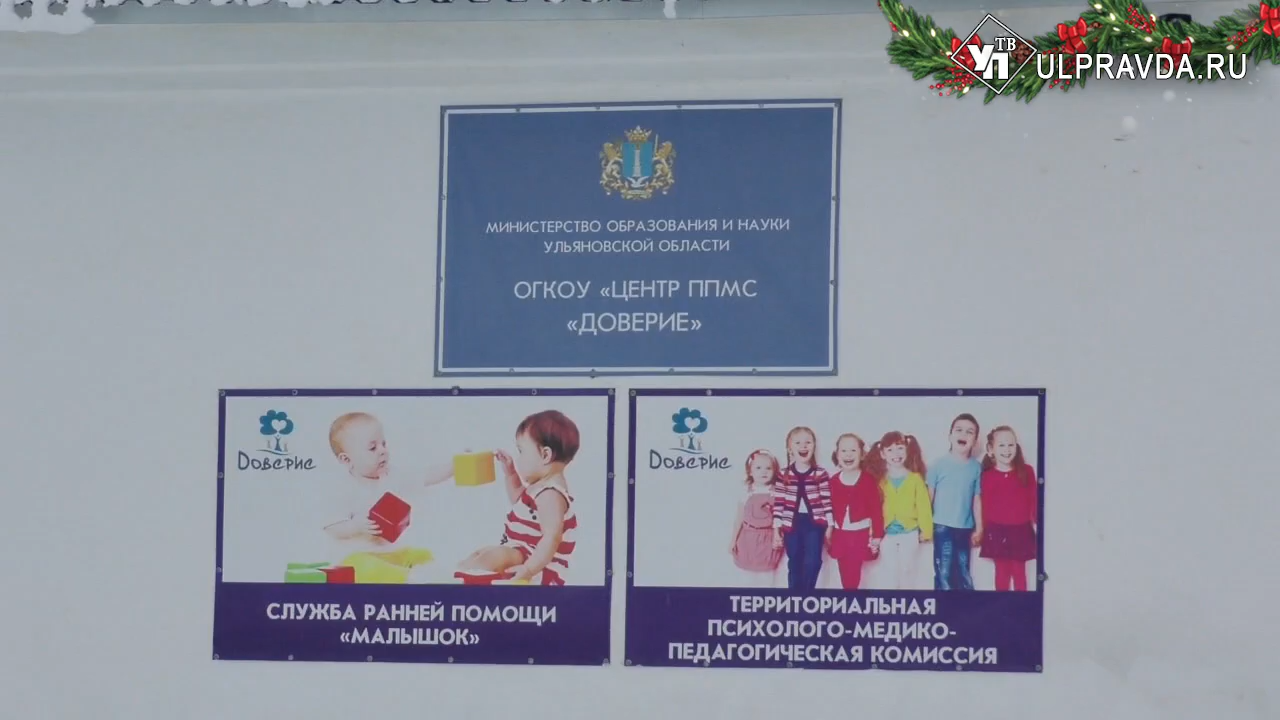 УП ТВ ULPRAVDA.RU
МИНИСТЕРСТВО ОБРАЗОВАНИЯ И НАУКИ
УЛЬЯНОВСКОЙ ОБЛАСТИ
ОГКОУ «ЦЕНТР ППМС
«ДОВЕРИЕ»
Доверие
СЛУЖБА РАННЕЙ ПОМОЩИ
«МАЛЫШОК»
Доверие
ТЕРРИТОРИАЛЬНАЯ
ПСИХОЛОГО-МЕДИКО-
ПЕДАГОГИЧЕСКАЯ КОМИССИЯ